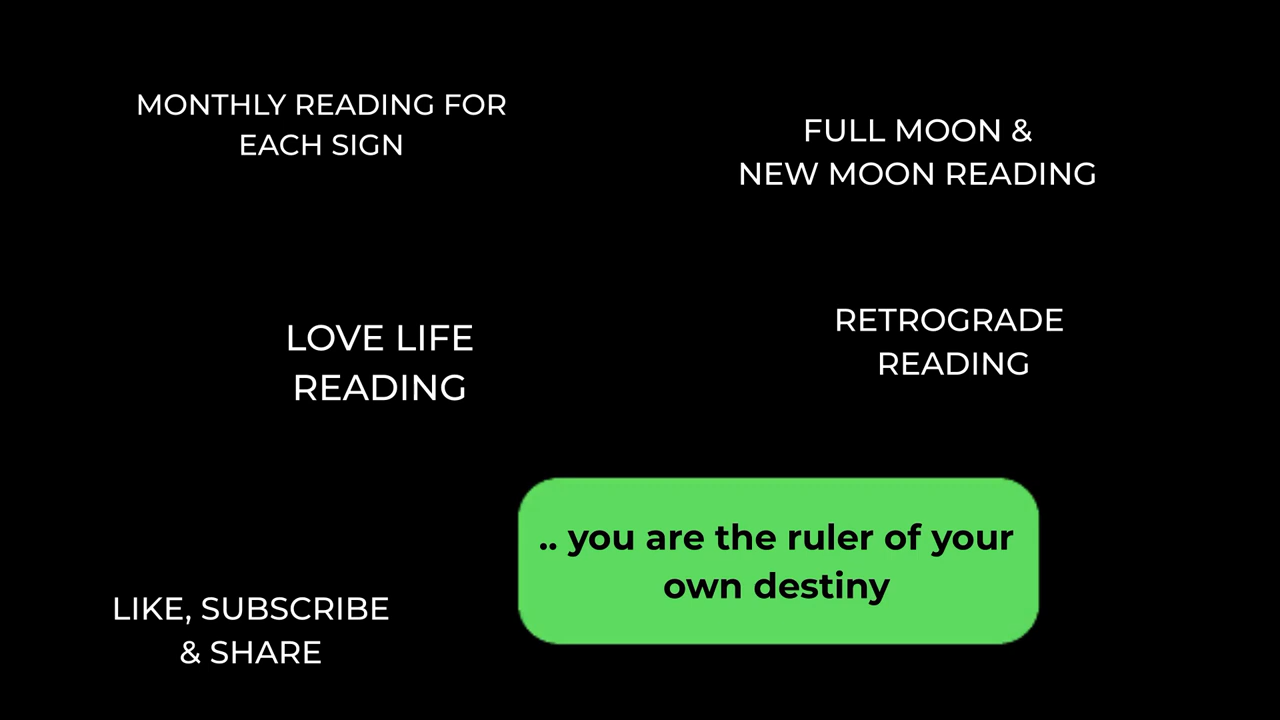 MONTHLY READING FOR
EACH SIGN
FULL MOON &
NEW MOON READING
LOVE LIFE
READING
RETROGRADE
READING
.. you are the ruler of your
own destiny
LIKE, SUBSCRIBE
& SHARE